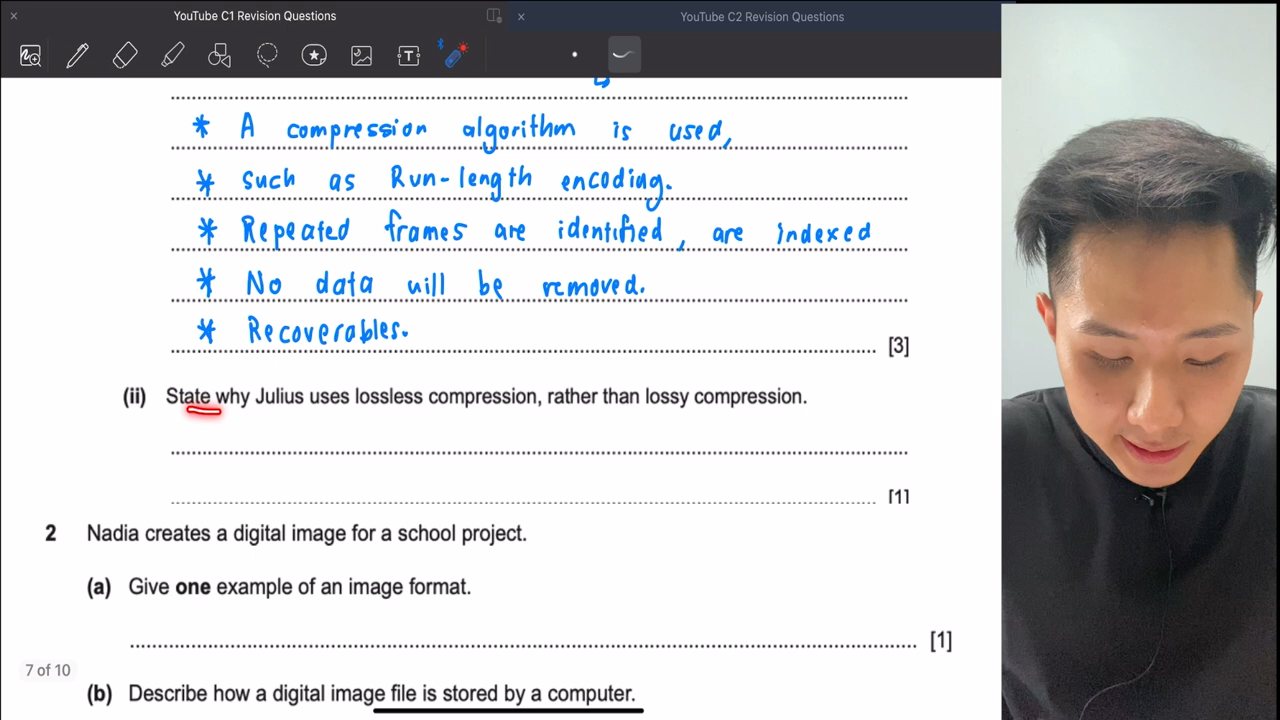 YouTube C1 Revision Questions
YouTube C2 Revision Questions
* A compression algorithm is used,
* such as Run-length encoding.
* Repeated frames are identified, are indexed
* No data will be removed.
* Recoverables.
[3]
(ii) State why Julius uses lossless compression, rather than lossy compression.
[1]
2 Nadia creates a digital image for a school project.
(a) Give one example of an image format.
[1]
7 of 10
(b) Describe how a digital image file is stored by a computer.